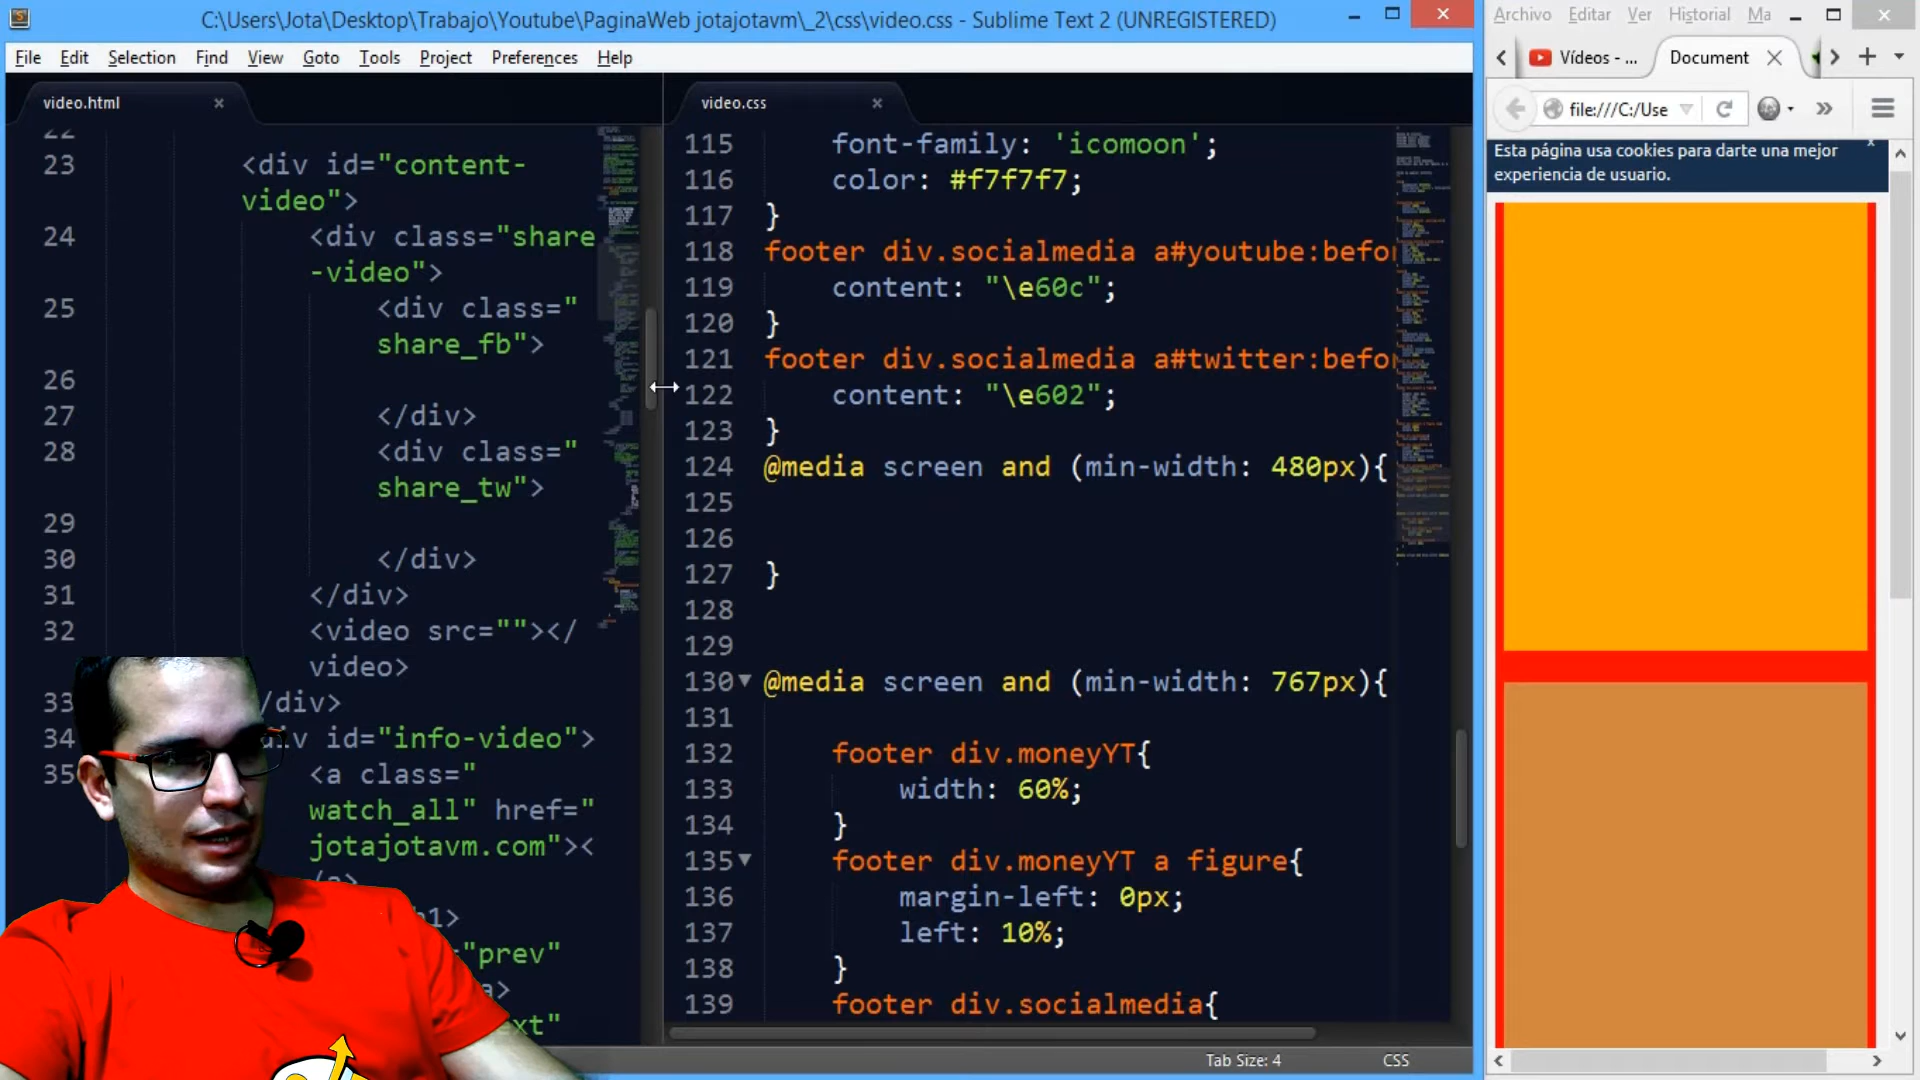 C:\Users\Jota\Desktop\Trabajo\Youtube\PaginaWeb jotajotavm\_2\css\video.css - Sublime Text 2 (UNREGISTERED)
File Edit Selection Find View Goto Tools Project Preferences Help
video.html
22
23 <div id="content-
video">
24 <div class="share
-video">
25 <div class="
share_fb">
26
27 </div>
28 <div class="
share_tw">
29
30 </div>
31 </div>
32 <video src=""></
video>
33 /div>
34 div id="info-video">
35 <a class="
watch_all" href="
jotajotavm.com"><
/a>
h1>
="prev"
a>
ext"
video.css
115 font-family: 'icomoon';
116 color: #f7f7f7;
117 }
118 footer div.socialmedia a#youtube:befo
119 content: "\e60c";
120 }
121 footer div.socialmedia a#twitter:befo
122 content: "\e602";
123 }
124 @media screen and (min-width: 480px){
125
126
127 }
128
129
130 @media screen and (min-width: 767px){
131
132 footer div.moneyYT{
133 width: 60%;
134 }
135 footer div.moneyYT a figure{
136 margin-left: 0px;
137 left: 10%;
138 }
139 footer div.socialmedia{
Tab Size: 4 CSS
Archivo Editar Ver Historial Ma
Vídeos - ... Document
file:///C:/Use
Esta página usa cookies para darte una mejor
experiencia de usuario.